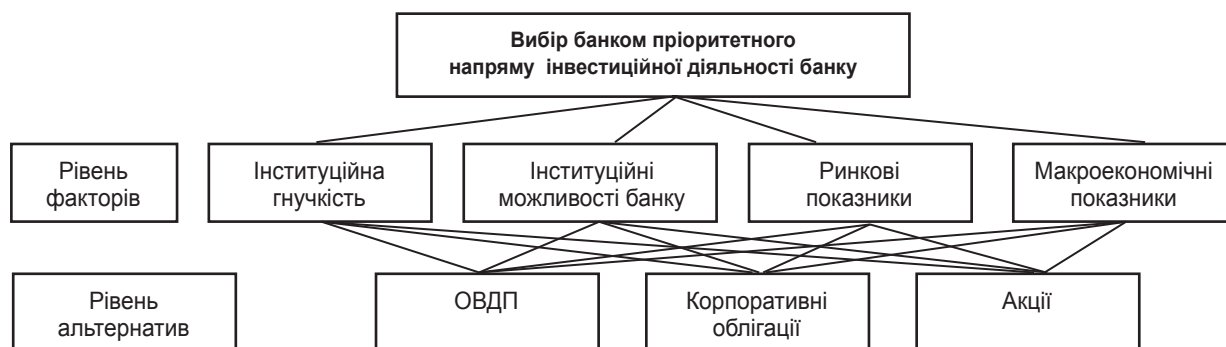 Вибір банком пріоритетного
напряму інвестиційної діяльності банку
Рівень
факторів
Інституційна
гнучкість
Інституційні
можливості банку
Ринкові
показники
Макроекономічні
показники
Рівень
альтернатив
ОВДП
Корпоративні
облігації
Акції